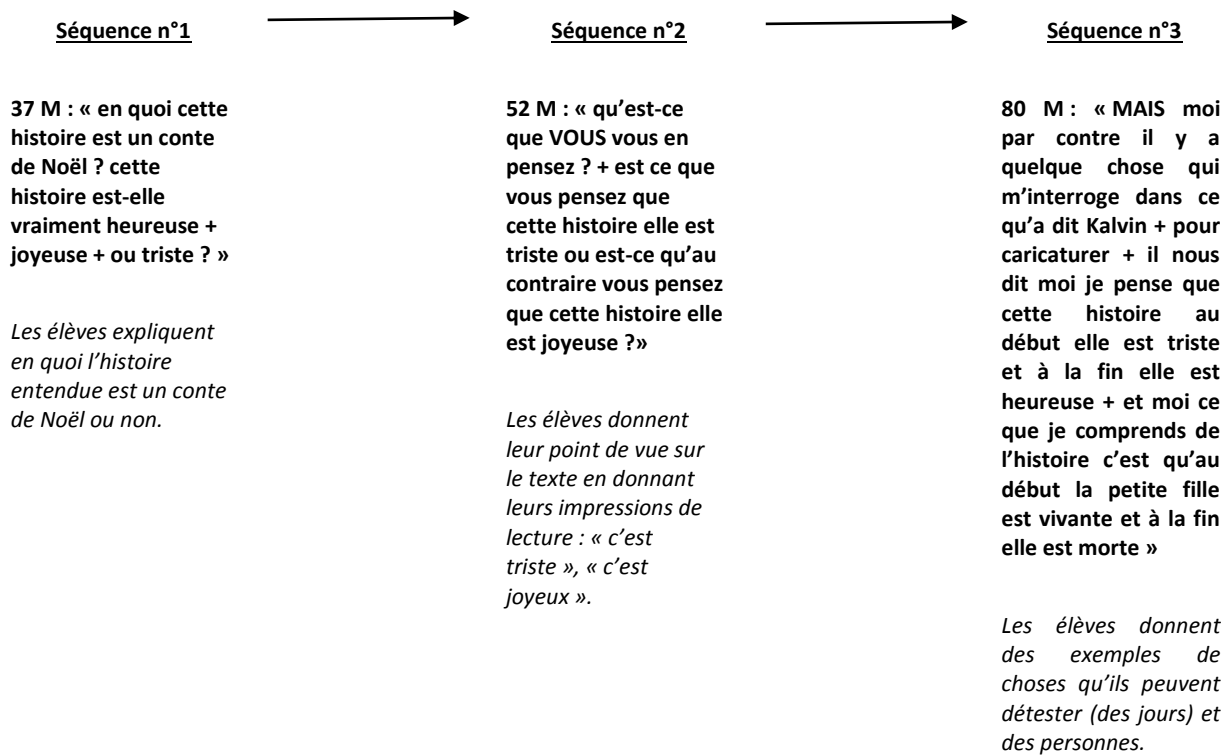 Séquence n°1
37 M : « en quoi cette
histoire est un conte
de Noël ? cette
histoire est-elle
vraiment heureuse +
joyeuse + ou triste ? »
Les élèves expliquent
en quoi l’histoire
entendue est un conte
de Noël ou non.
Séquence n°2
52 M : « qu’est-ce
que VOUS vous en
pensez ? + est ce que
vous pensez que
cette histoire elle est
triste ou est-ce qu’au
contraire vous pensez
que cette histoire elle
est joyeuse ?»
Les élèves donnent
leur point de vue sur
le texte en donnant
leurs impressions de
lecture : « c’est
triste », « c’est
joyeux ».
Séquence n°3
80 M : « MAIS moi
par contre il y a
quelque chose qui
m’interroge dans ce
qu’a dit Kalvin + pour
caricaturer + il nous
dit moi je pense que
cette histoire au
début elle est triste
et à la fin elle est
heureuse + et moi ce
que je comprends de
l’histoire c’est qu’au
début la petite fille
est vivante et à la fin
elle est morte »
Les élèves donnent
des exemples de
choses qu’ils peuvent
détester (des jours) et
des personnes.